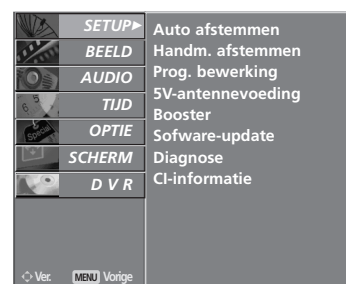 SETUP
BEELD
AUDIO
TIJD
OPTIE
SCHERM
D V R
Auto afstemmen
Handm. afstemmen
Prog. bewerking
5V-antennevoeding
Booster
Sofware-update
Diagnose
CI-informatie
Special
Ver. MENU Vorige